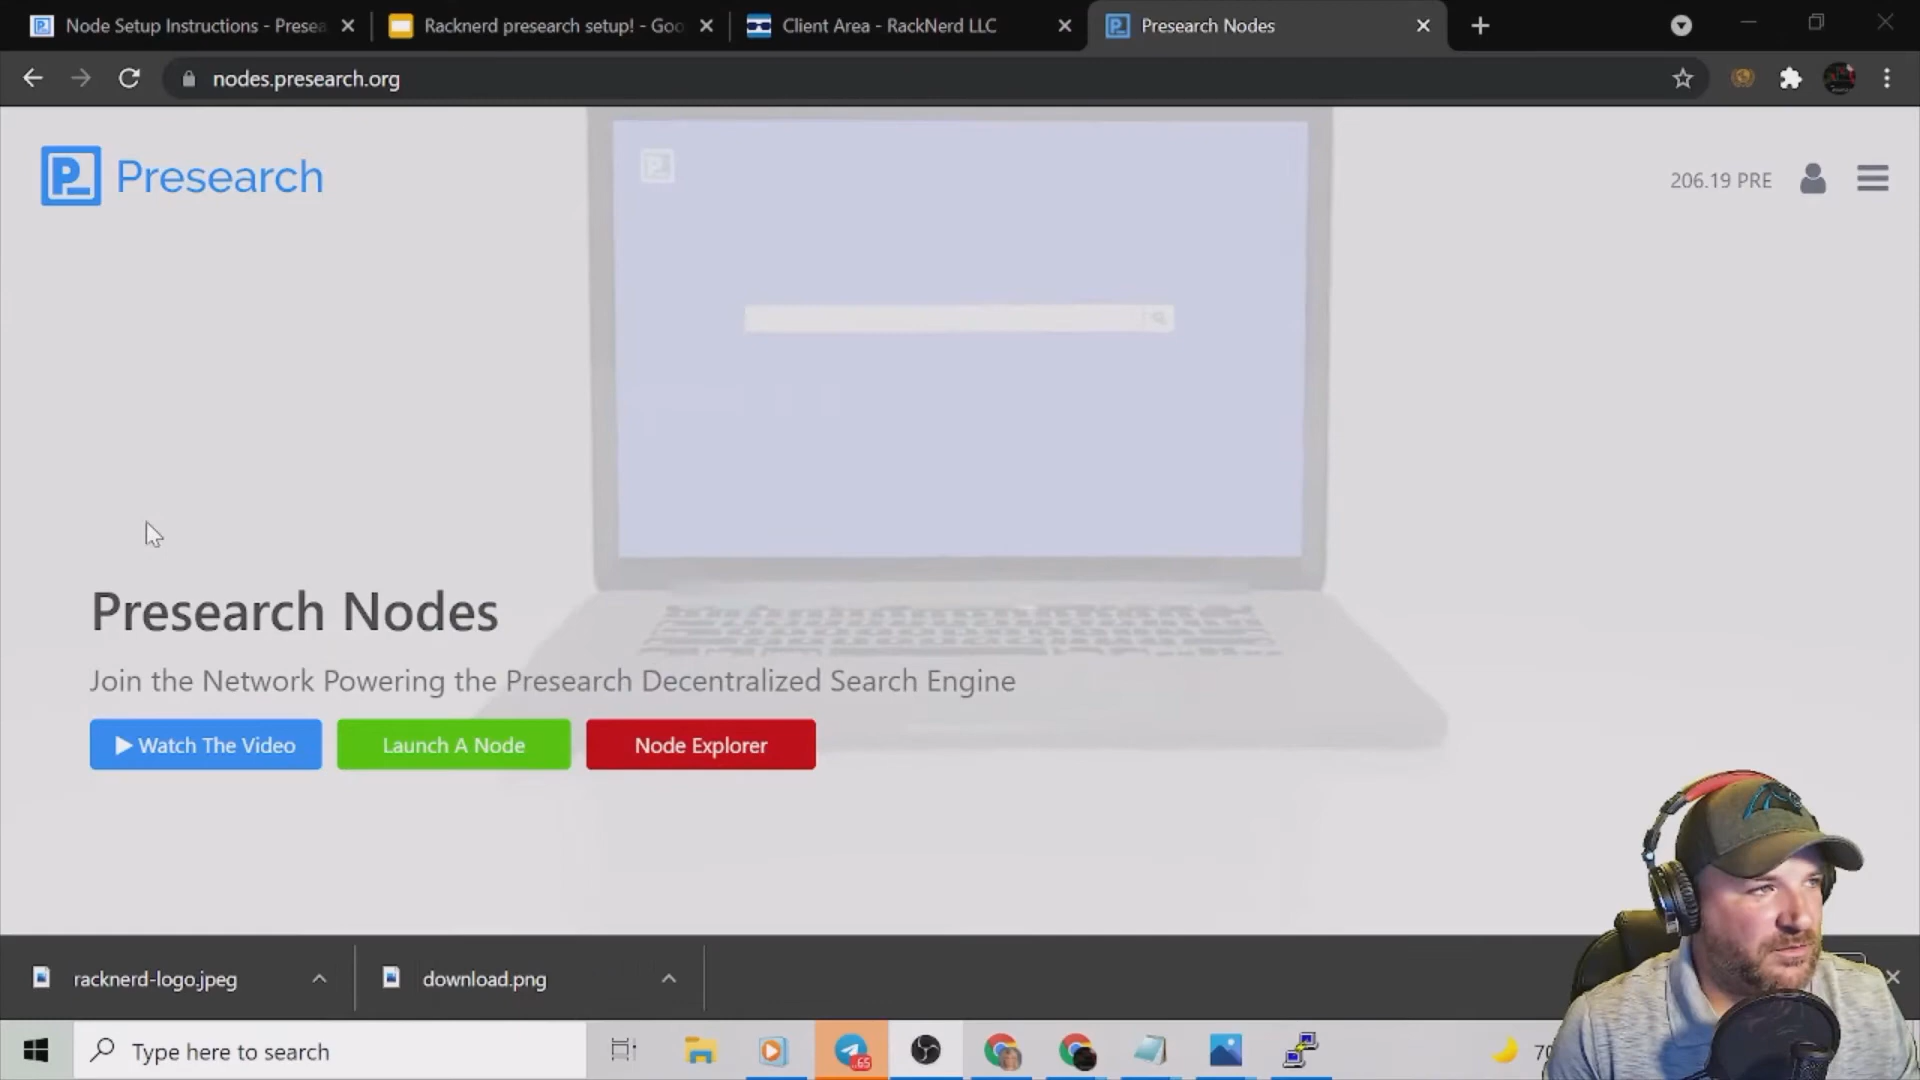 Node Setup Instructions - Presea
Racknerd presearch setup! - Goo
Client Area - RackNerd LLC
Presearch Nodes
nodes.presearch.org
Presearch
206.19 PRE
Presearch Nodes
Join the Network Powering the Presearch Decentralized Search Engine
Watch The Video
Launch A Node
Node Explorer
racknerd-logo.jpeg
download.png
Type here to search
65
70